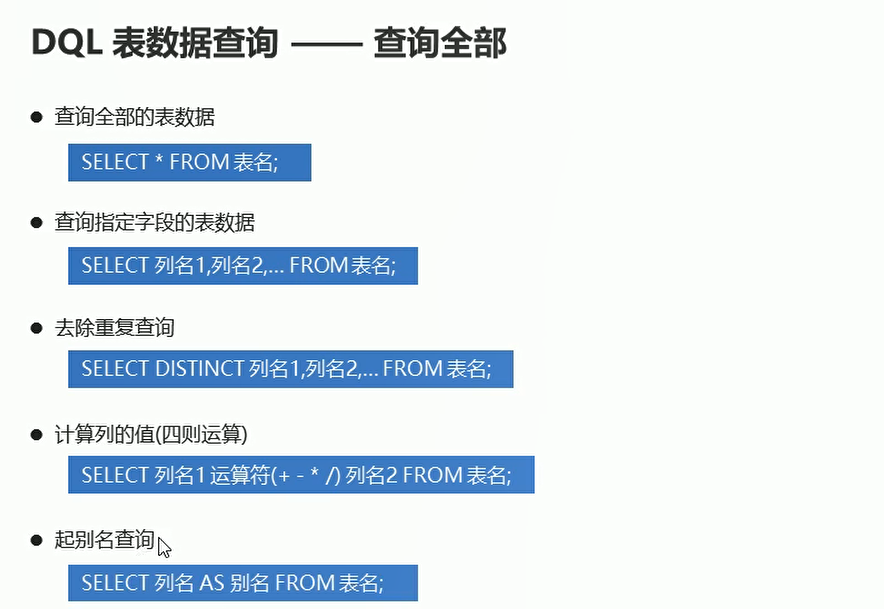 DQL 表数据查询 —— 查询全部
● 查询全部的表数据
SELECT * FROM 表名;
● 查询指定字段的表数据
SELECT 列名1,列名2,... FROM 表名;
● 去除重复查询
SELECT DISTINCT 列名1,列名2,... FROM 表名;
● 计算列的值(四则运算)
SELECT 列名1 运算符(+ - * /) 列名2 FROM 表名;
● 起别名查询
SELECT 列名 AS 别名 FROM 表名;